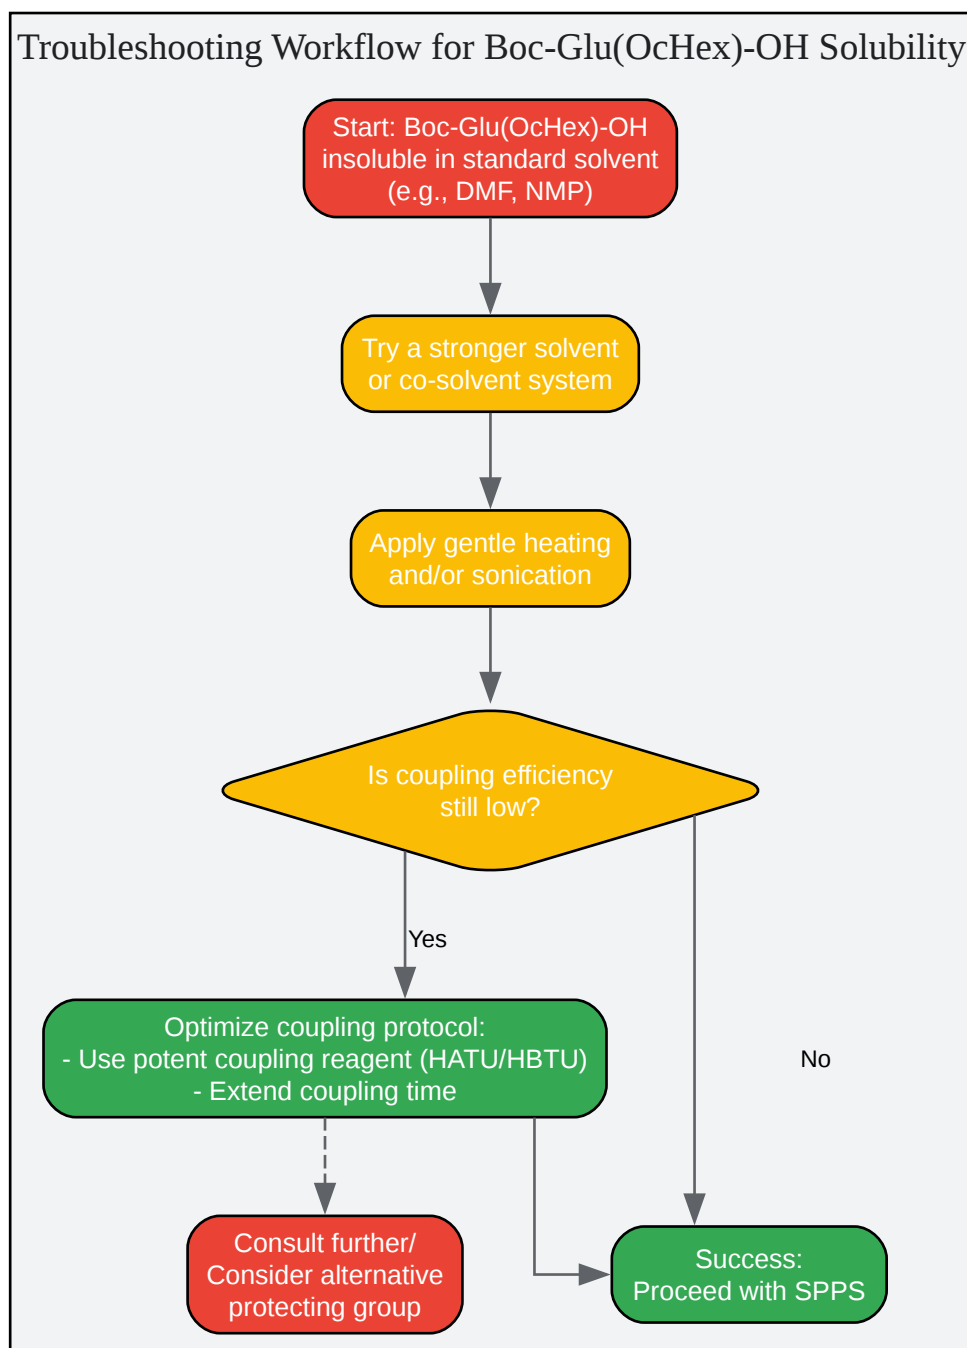 Troubleshooting Workflow for Boc-Glu(OcHex)-OH Solubility
Start: Boc-Glu(OcHex)-OH
insoluble in standard solvent
(e.g., DMF, NMP)
Try a stronger solvent
or co-solvent system
Apply gentle heating
and/or sonication
Is coupling efficiency
still low?
Yes
Optimize coupling protocol:
- Use potent coupling reagent (HATU/HBTU)
- Extend coupling time
No
Consult further/
Consider alternative
protecting group
Success:
Proceed with SPPS